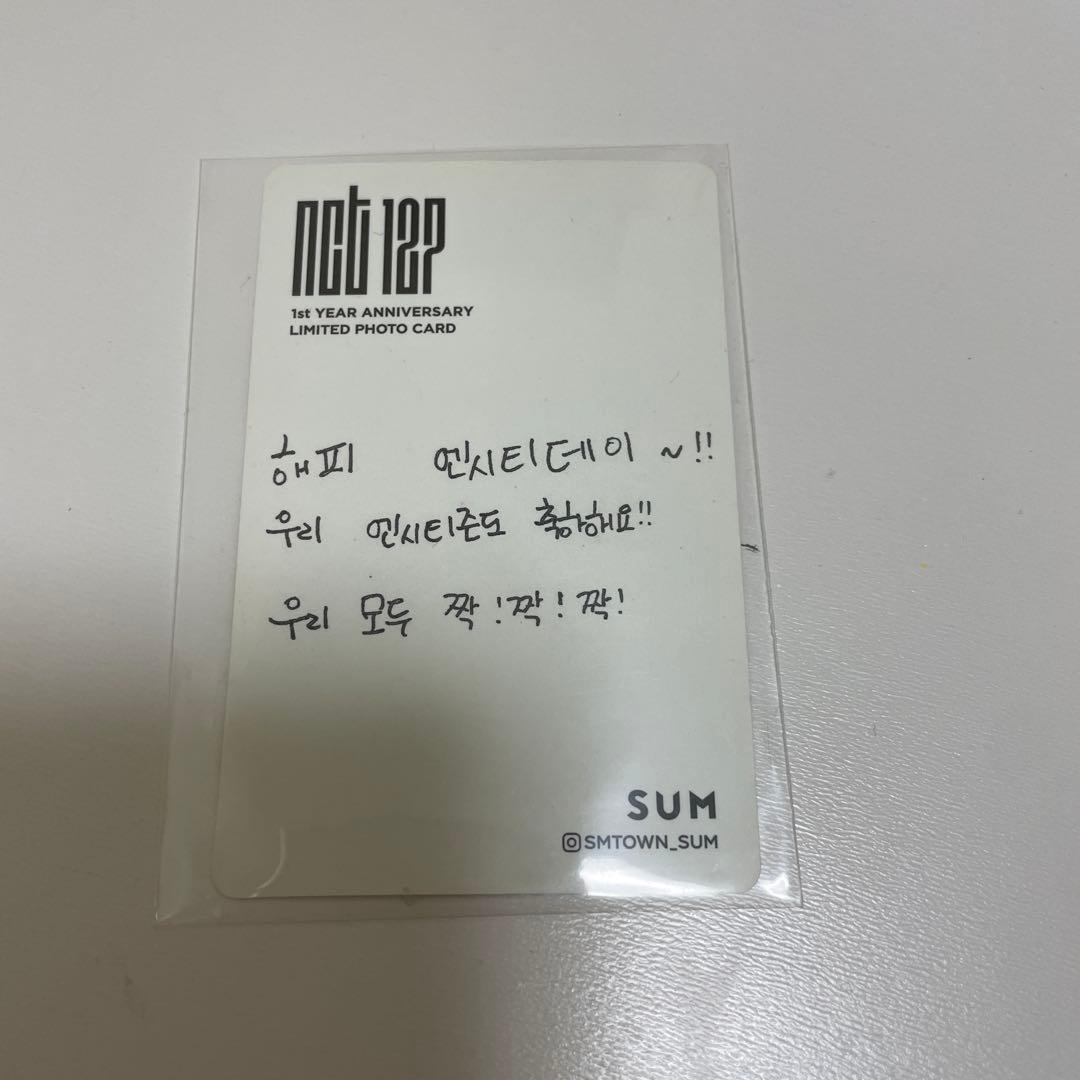 nct 127
1st YEAR ANNIVERSARY
LIMITED PHOTO CARD
해피 엔시티데이 ~!!
우리 엔시티즌도 축하해요!!
우리 모두 짝!짝!짝!
SUM
SMTOWN_SUM